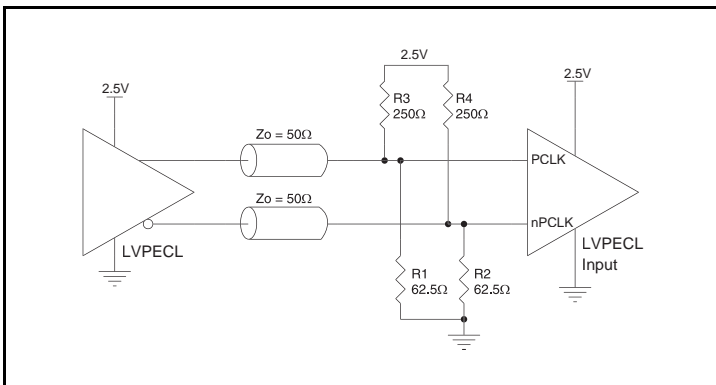 2.5V
2.5V
2.5V
R3
250Ω
R4
250Ω
Zo = 50Ω
PCLK
Zo = 50Ω
nPCLK
LVPECL
LVPECL
Input
R1
62.5Ω
R2
62.5Ω